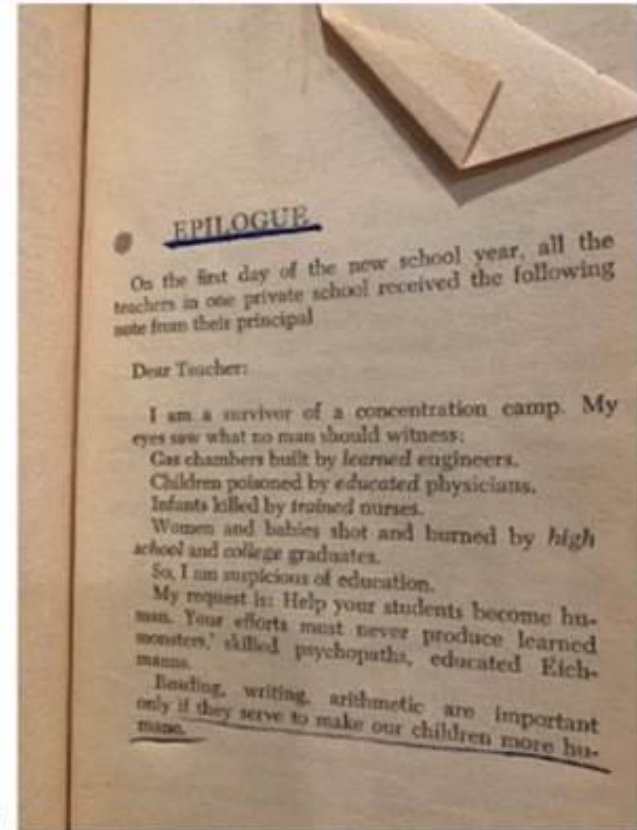 EPILOGUE
On the first day of the new school year, all the
teachers in one private school received the following
note from their principal
Dear Teacher:
I am a survivor of a concentration camp. My
eyes saw what no man should witness:
Gas chambers built by learned engineers.
Children poisoned by educated physicians.
Infants killed by trained nurses.
Women and babies shot and burned by high
school and college graduates.
So, I am suspicious of education.
My request is: Help your students become hu-
man. Your efforts must never produce learned
monsters, skilled psychopaths, educated Eich-
manns.
Reading, writing, arithmetic are important
only if they serve to make our children more hu-
mane.